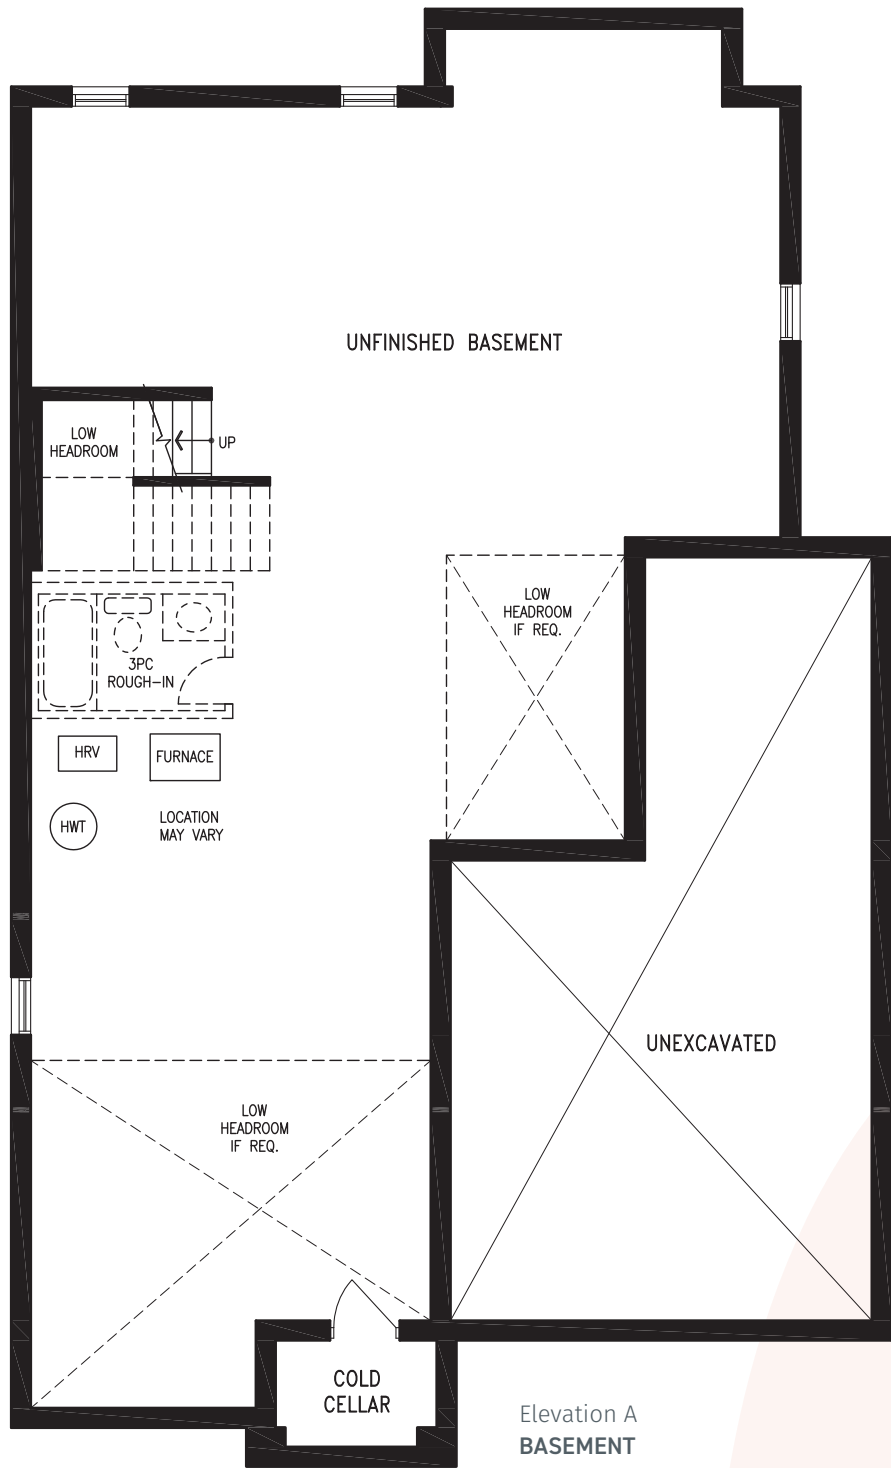 UNFINISHED BASEMENT
LOW
HEADROOM
UP
LOW
HEADROOM
IF REQ.
3PC
ROUGH-IN
HRV
FURNACE
HWT
LOCATION
MAY VARY
UNEXCAVATED
LOW
HEADROOM
IF REQ.
COLD
CELLAR
Elevation A
BASEMENT